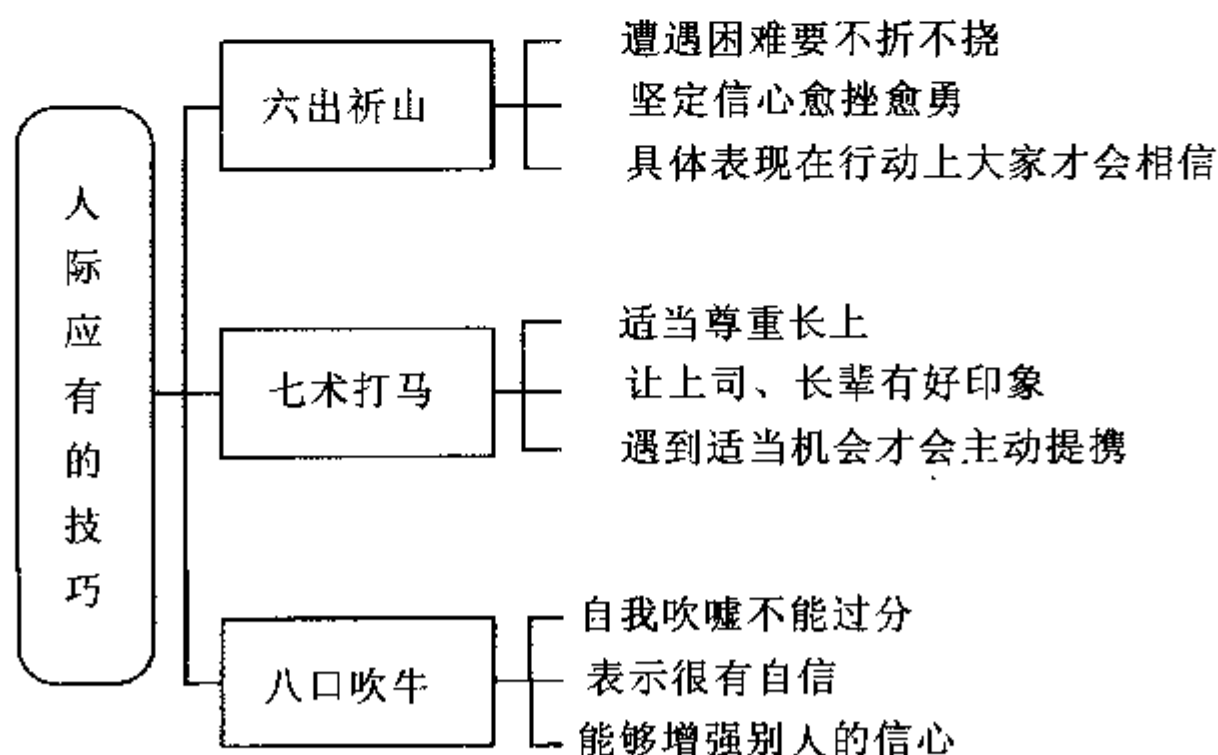 人际应有的技巧
六出祈山
遭遇困难要不折不挠
坚定信心愈挫愈勇
具体表现在行动上大家才会相信
七术打马
适当尊重长上
让上司、长辈有好印象
遇到适当机会才会主动提携
八口吹牛
自我吹嘘不能过分
表示很有自信
能够增强别人的信心